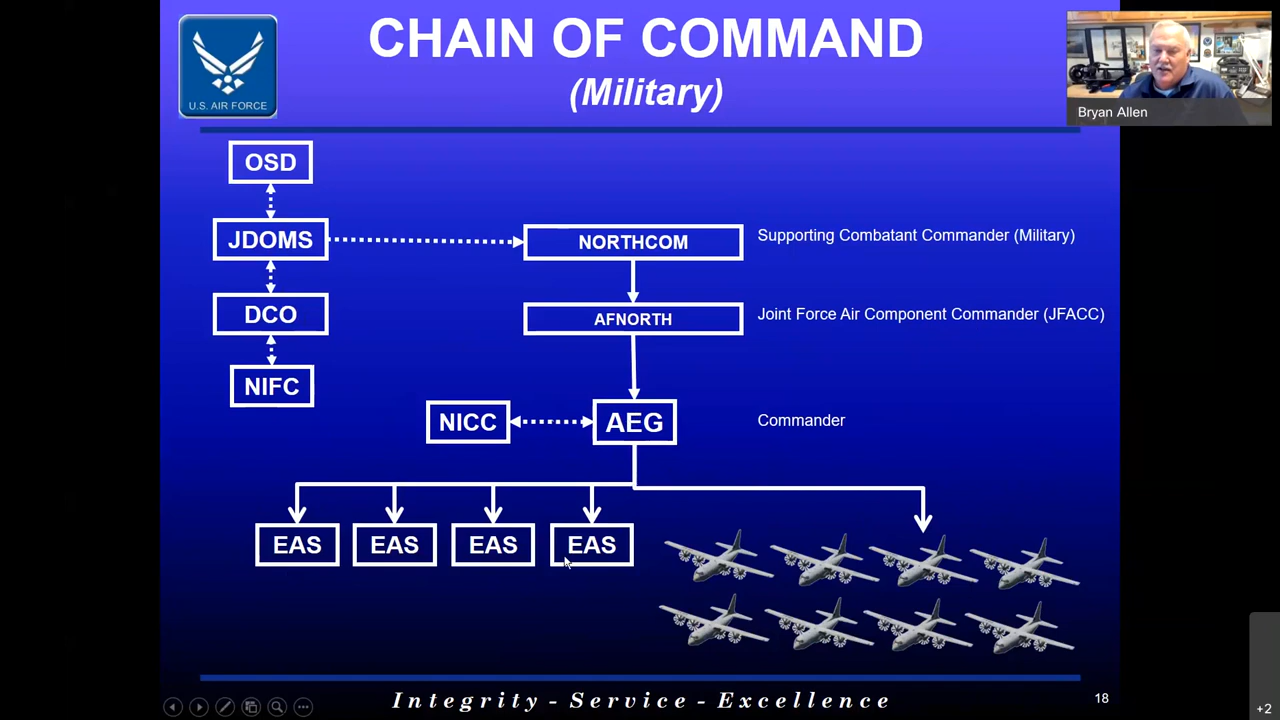 CHAIN OF COMMAND
(Military)
U.S. AIR FORCE
Bryan Allen
OSD
JDOMS
NORTHCOM
Supporting Combatant Commander (Military)
DCO
AFNORTH
Joint Force Air Component Commander (JFACC)
NIFC
NICC
AEG
Commander
EAS
EAS
EAS
EAS
Integrity - Service - Excellence
18
+2